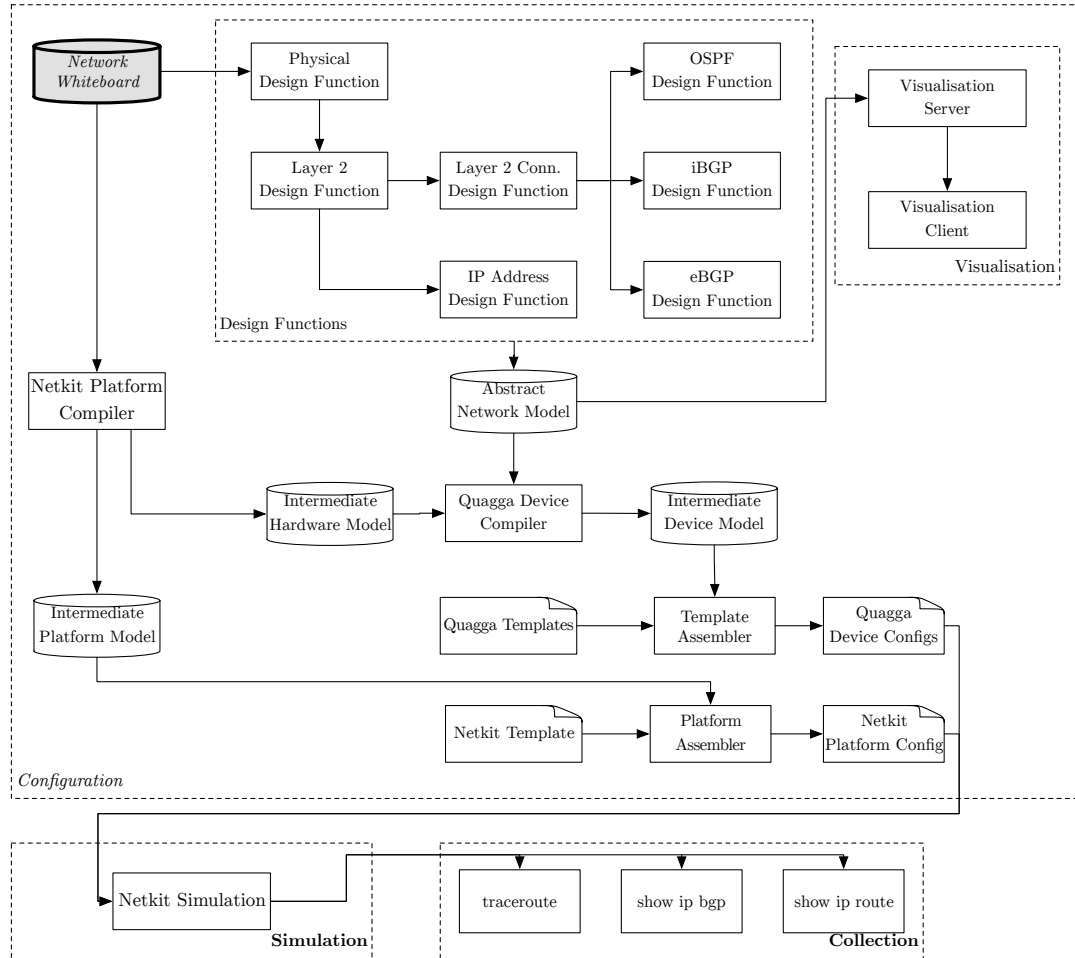 Network
Whiteboard
Physical
Design Function
OSPF
Design Function
Visualisation
Server
Layer 2
Design Function
Layer 2 Conn.
Design Function
iBGP
Design Function
Visualisation
Client
IP Address
Design Function
eBGP
Design Function
Visualisation
Design Functions
Netkit Platform
Compiler
Abstract
Network Model
Intermediate
Hardware Model
Quagga Device
Compiler
Intermediate
Device Model
Intermediate
Platform Model
Quagga Templates
Template
Assembler
Quagga
Device Configs
Netkit Template
Platform
Assembler
Netkit
Platform Config
Configuration
Netkit Simulation
Simulation
traceroute
show ip bgp
show ip route
Collection